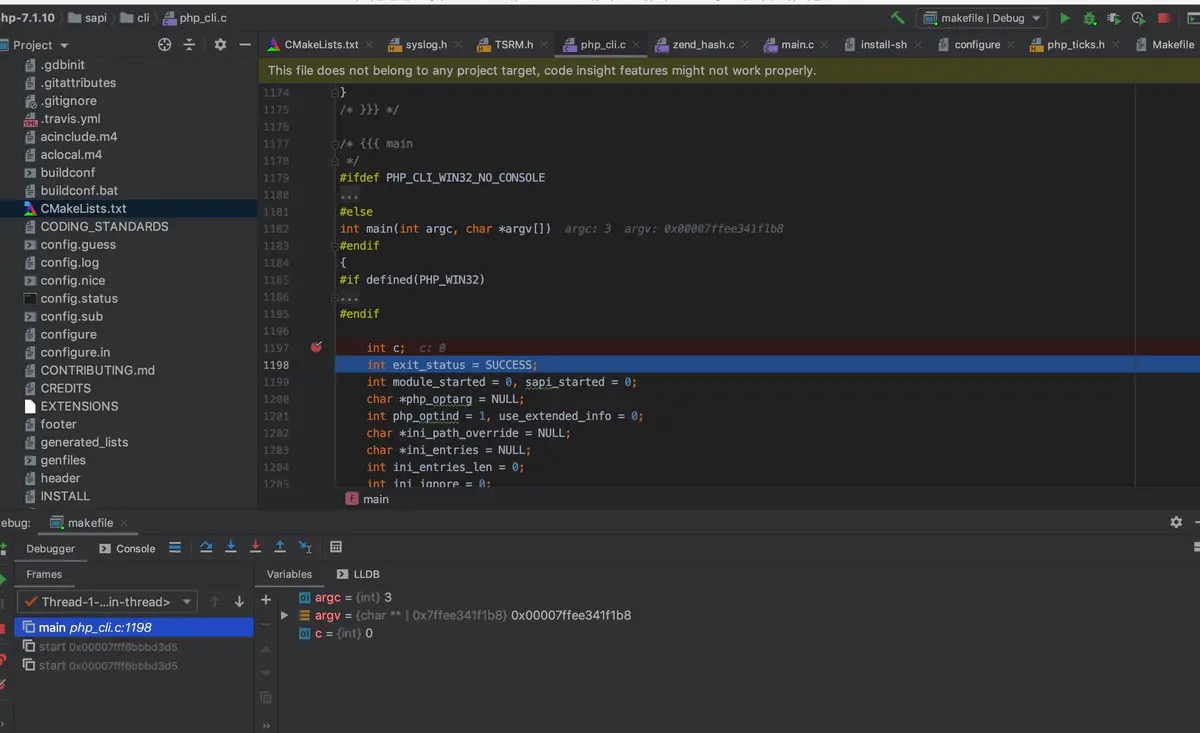 hp-7.1.10 sapi cli php_cli.c makefile | Debug
Project CMakeLists.txt syslog.h TSRM.h php_cli.c zend_hash.c main.c install-sh configure php_ticks.h Makefile
This file does not belong to any project target, code insight features might not work properly.
.gdbinit
.gitattributes
.gitignore
.travis.yml
acinclude.m4
aclocal.m4
buildconf
buildconf.bat
CMakeLists.txt
CODING_STANDARDS
config.guess
config.log
config.nice
config.status
config.sub
configure
configure.in
CONTRIBUTING.md
CREDITS
EXTENSIONS
footer
generated_lists
genfiles
header
INSTALL
1174 }
1175 /* }}} */
1176
1177 /* {{{ main
1178 */
1179 #ifdef PHP_CLI_WIN32_NO_CONSOLE
1180 ...
1181 #else
1182 int main(int argc, char *argv[]) argc: 3 argv: 0x00007ffee341f1b8
1183 #endif
1184 {
1185 #if defined(PHP_WIN32)
1186 ...
1195 #endif
1196
1197 int c; c: 0
1198 int exit_status = SUCCESS;
1199 int module_started = 0, sapi_started = 0;
1200 char *php_optarg = NULL;
1201 int php_optind = 1, use_extended_info = 0;
1202 char *ini_path_override = NULL;
1203 char *ini_entries = NULL;
1204 int ini_entries_len = 0;
1205 int ini_ignore = 0;
main
ebug: makefile
Debugger Console
Frames Variables LLDB
Thread-1-...in-thread>
main php_cli.c:1198
start 0x00007fff6bbbd3d5
start 0x00007fff6bbbd3d5
argc = {int} 3
argv = {char ** | 0x7ffee341f1b8} 0x00007ffee341f1b8
c = {int} 0